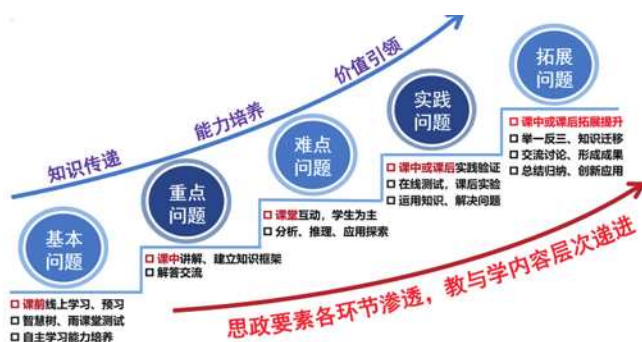 知识传递
能力培养
价值引领
基本
问题
课前线上学习、预习
智慧树、雨课堂测试
自主学习能力培养
重点
问题
课中讲解、建立知识框架
解答交流
难点
问题
课堂互动，学生为主
分析、推理、应用探索
实践
问题
课中或课后实践验证
在线测试，课后实验
运用知识、解决问题
拓展
问题
课中或课后拓展提升
举一反三、知识迁移
交流讨论、形成成果
总结归纳、创新应用
思政要素各环节渗透，教与学内容层次递进